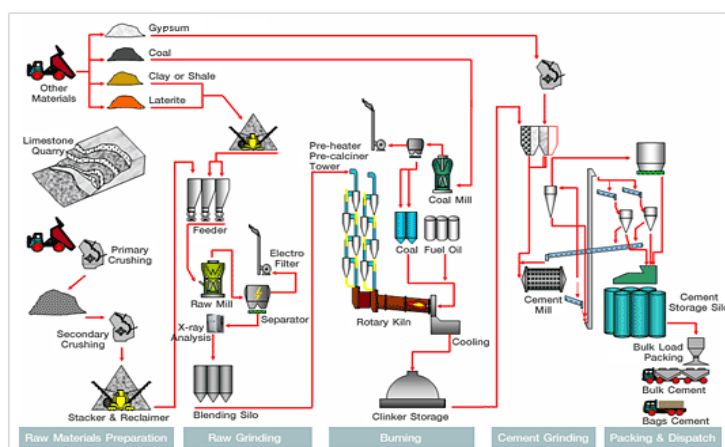 Gypsum
Coal
Clay or Shale
Laterite
Other
Materials
Limestone
Quarry
Primary
Crushing
Secondary
Crushing
Stacker & Reclaimer
Feeder
Electro
Filter
Raw Mill
Separator
X-ray
Analysis
Blending Silo
Pre-heater
Pre-calciner
Tower
Coal Mill
Coal
Fuel Oil
Rotary Kiln
Cooling
Clinker Storage
Cement
Mill
Cement
Storage Silo
Bulk Load
Packing
Bulk Cement
Bags Cement
Raw Materials Preparation
Raw Grinding
Burning
Cement Grinding
Packing & Dispatch